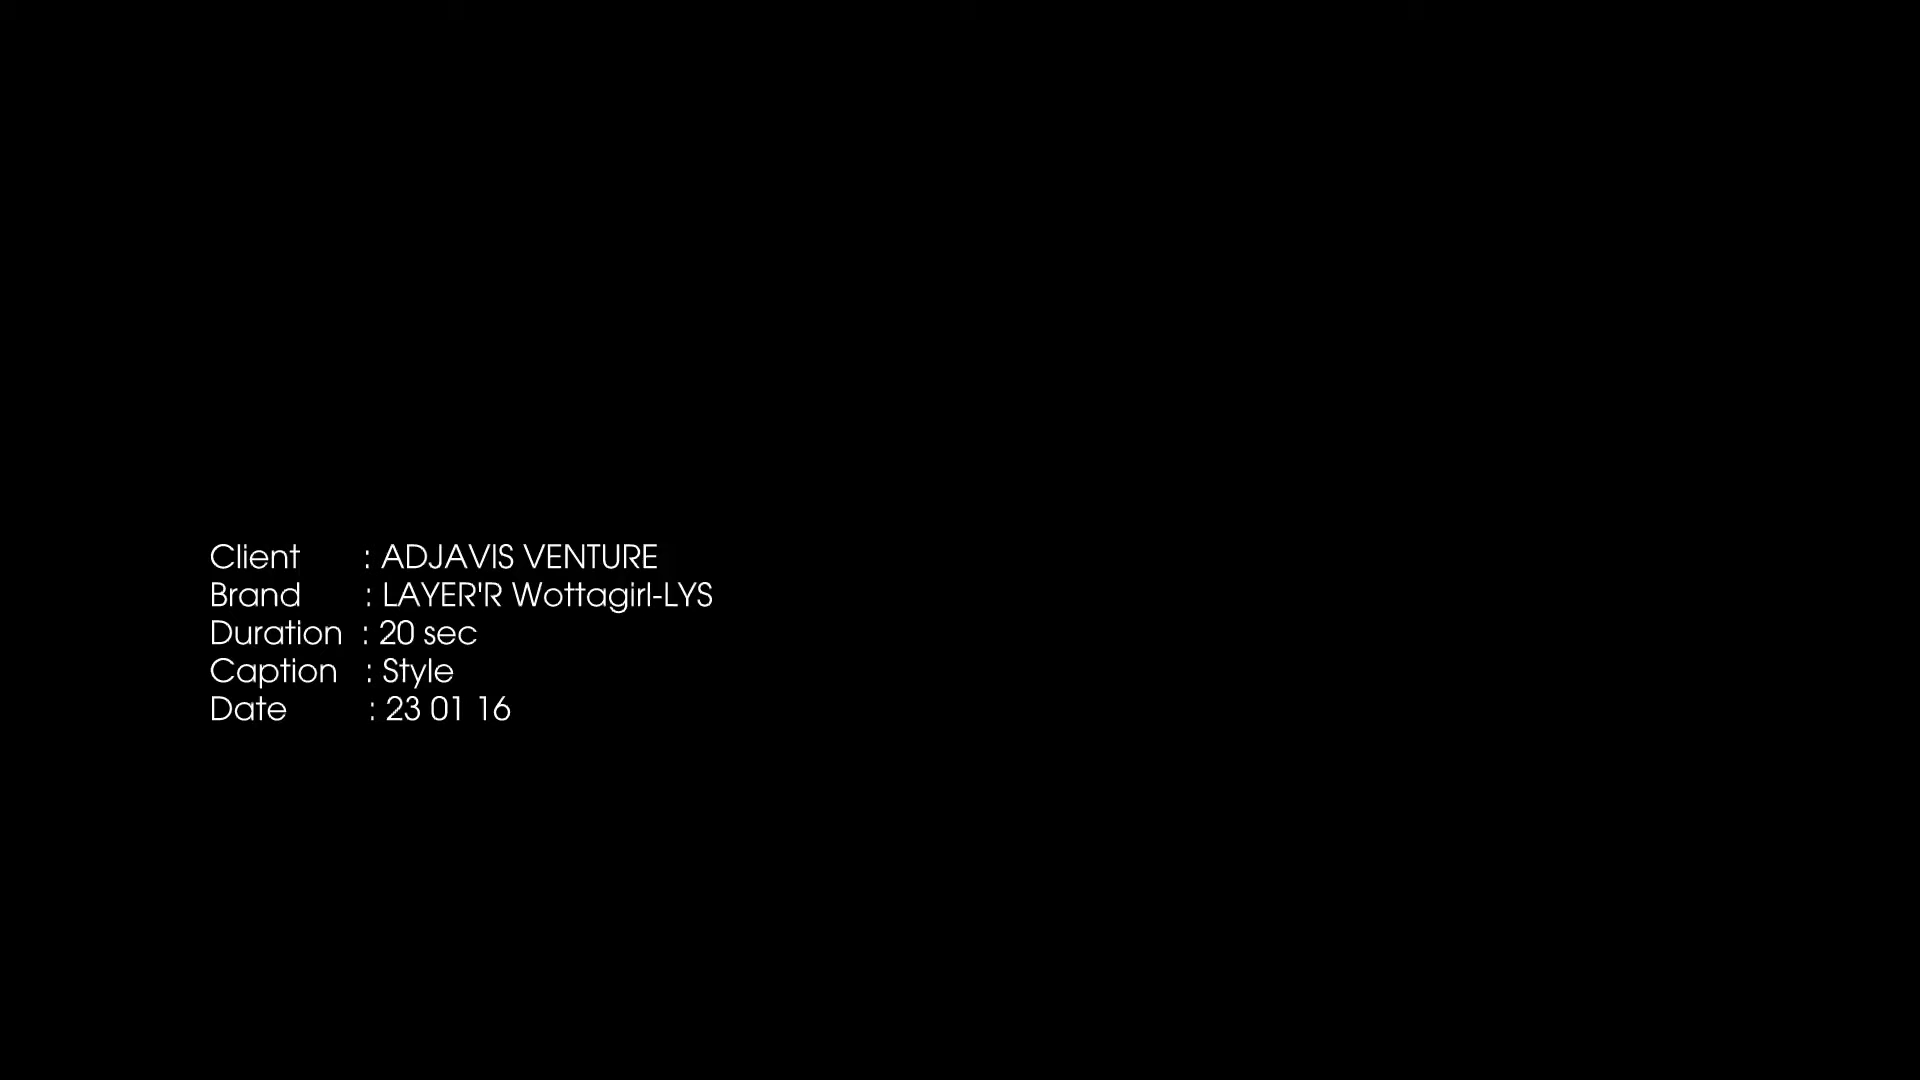 Client : ADJAVIS VENTURE
Brand : LAYER'R Wottagirl-LYS
Duration : 20 sec
Caption : Style
Date : 23 01 16